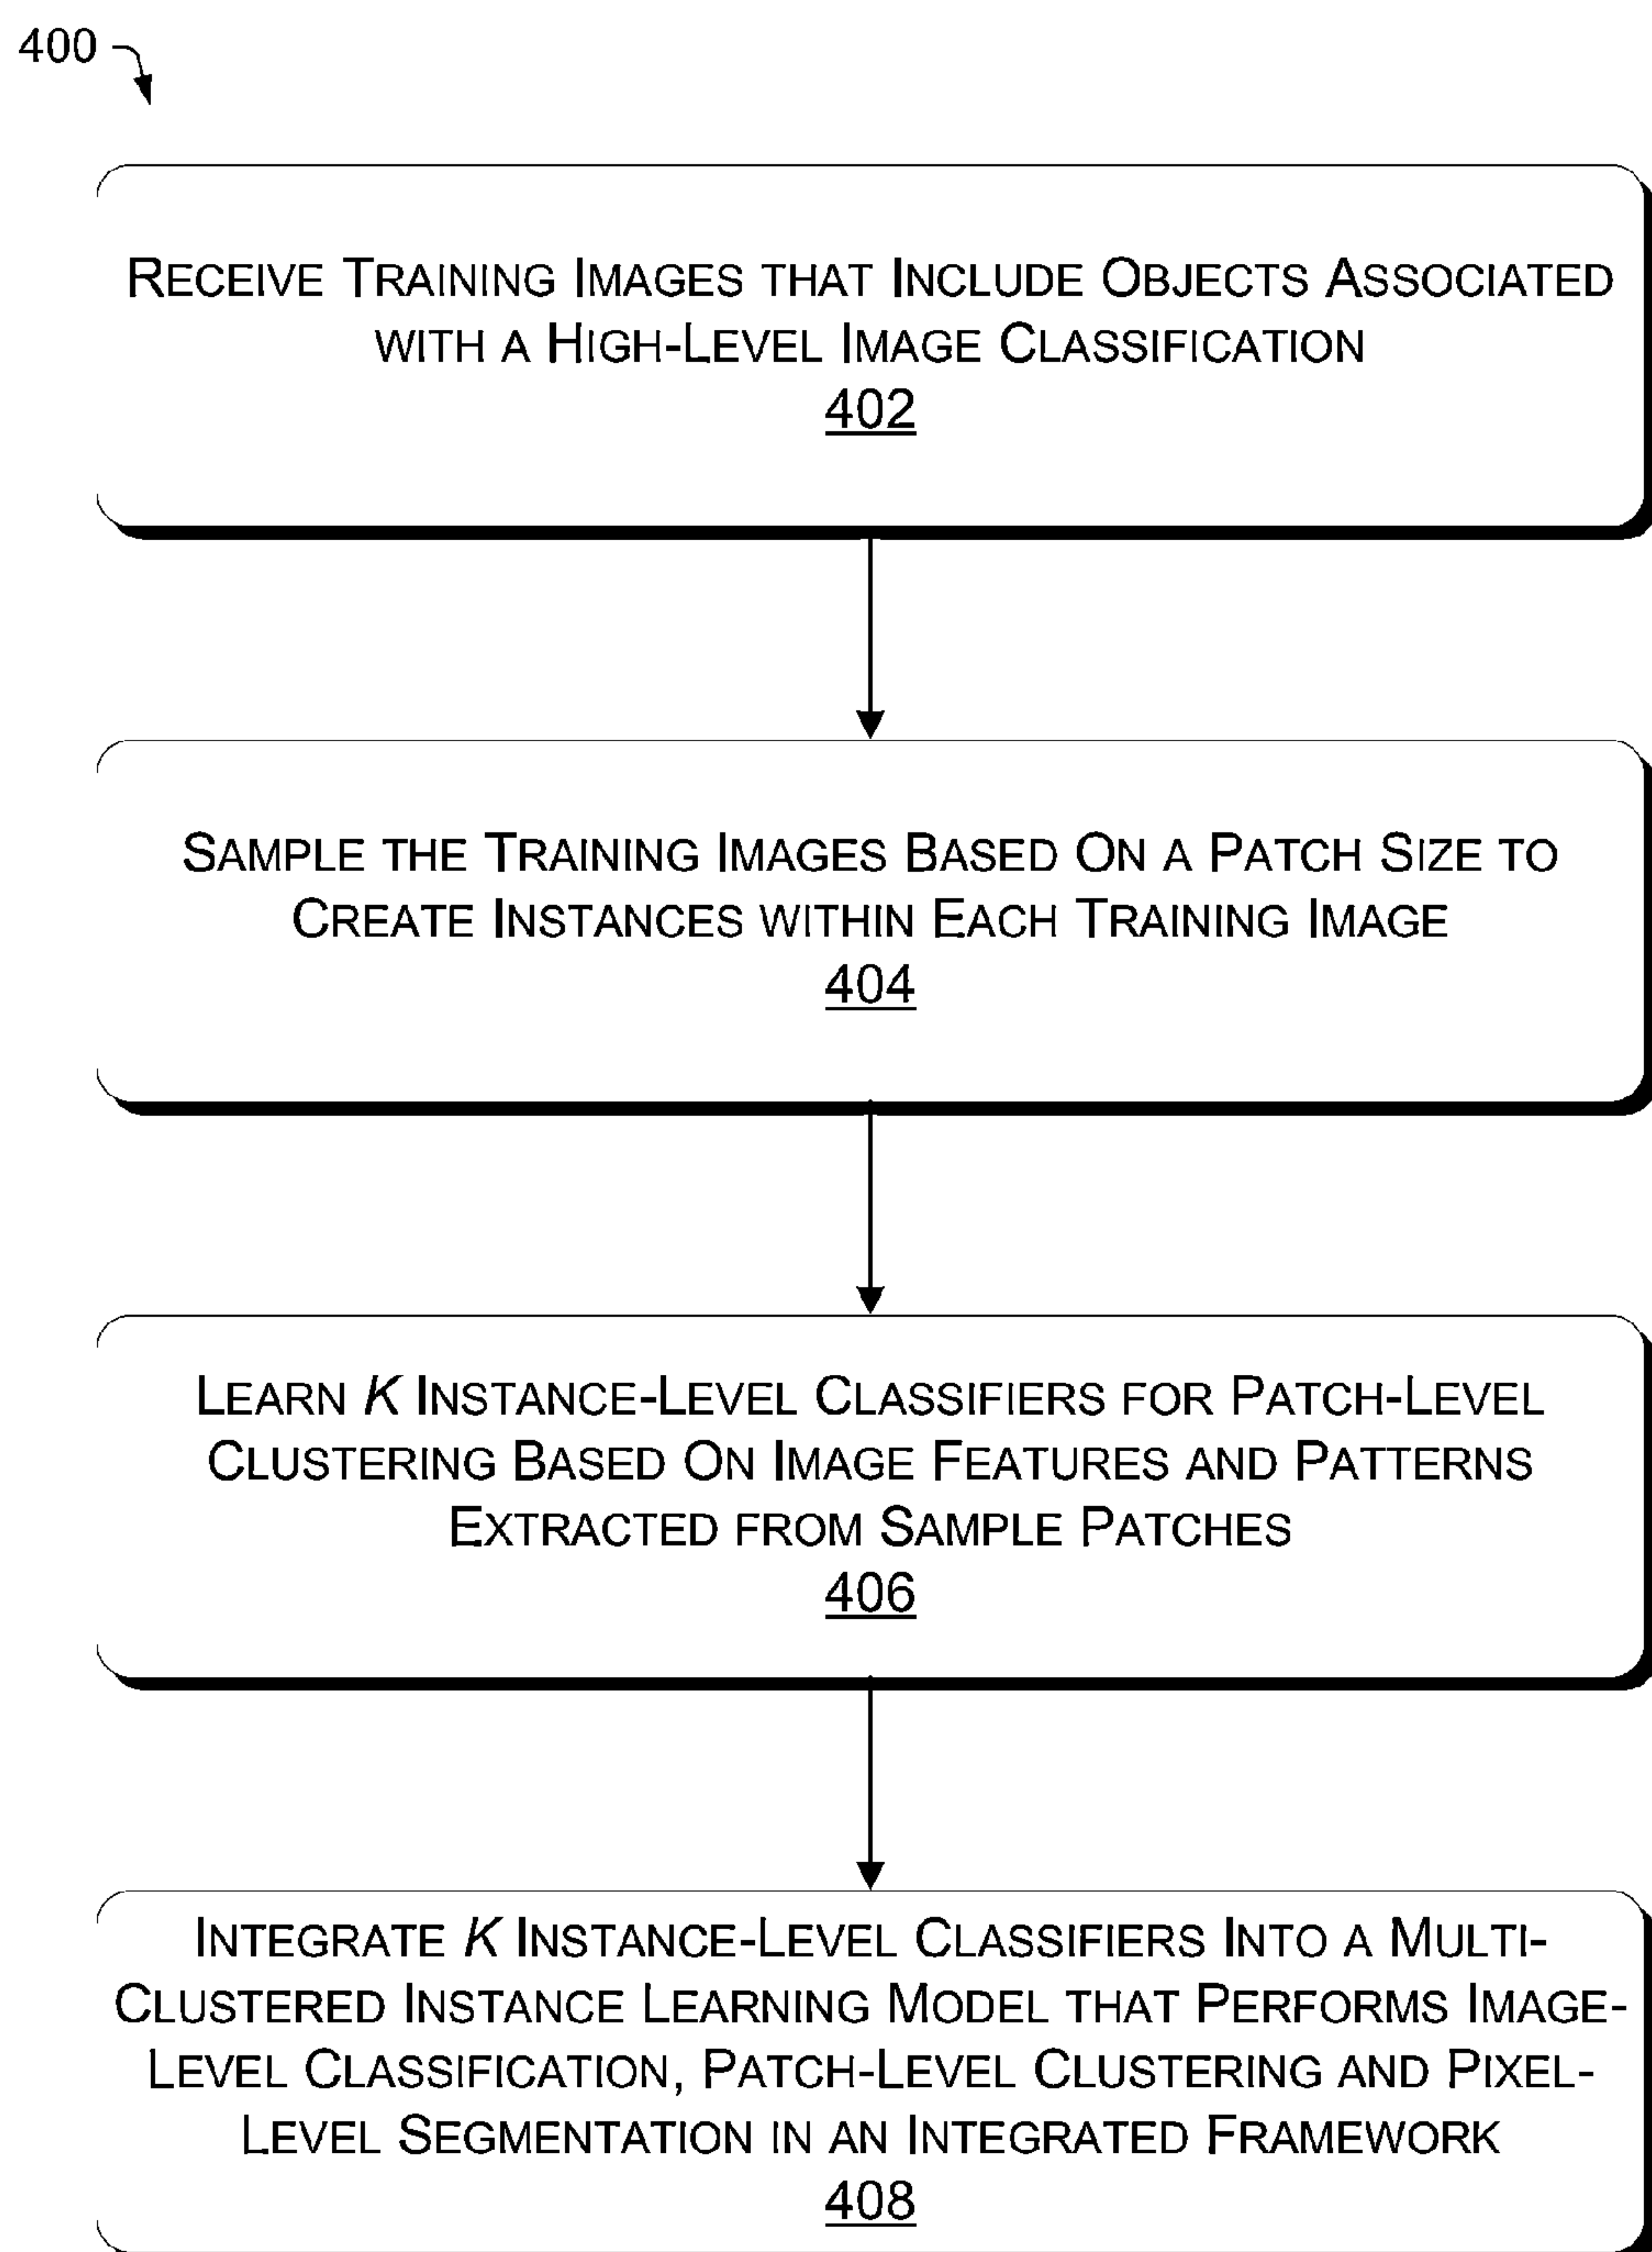 400
RECEIVE TRAINING IMAGES THAT INCLUDE OBJECTS ASSOCIATED
WITH A HIGH-LEVEL IMAGE CLASSIFICATION
402
SAMPLE THE TRAINING IMAGES BASED ON A PATCH SIZE TO
CREATE INSTANCES WITHIN EACH TRAINING IMAGE
404
LEARN K INSTANCE-LEVEL CLASSIFIERS FOR PATCH-LEVEL
CLUSTERING BASED ON IMAGE FEATURES AND PATTERNS
EXTRACTED FROM SAMPLE PATCHES
406
INTEGRATE K INSTANCE-LEVEL CLASSIFIERS INTO A MULTI-
CLUSTERED INSTANCE LEARNING MODEL THAT PERFORMS IMAGE-
LEVEL CLASSIFICATION, PATCH-LEVEL CLUSTERING AND PIXEL-
LEVEL SEGMENTATION IN AN INTEGRATED FRAMEWORK
408